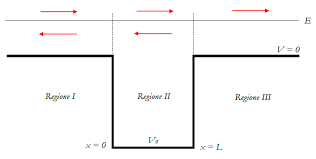 E
V = 0
Regione I Regione II Regione III
x = 0 V₀ x = L